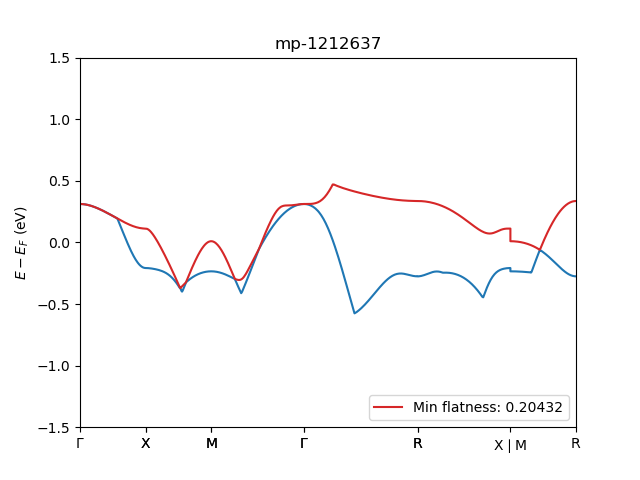 mp-1212637
E − E_F (eV)
1.5
1.0
0.5
0.0
−0.5
−1.0
−1.5
Min flatness: 0.20432
Γ X M Γ R X | M R